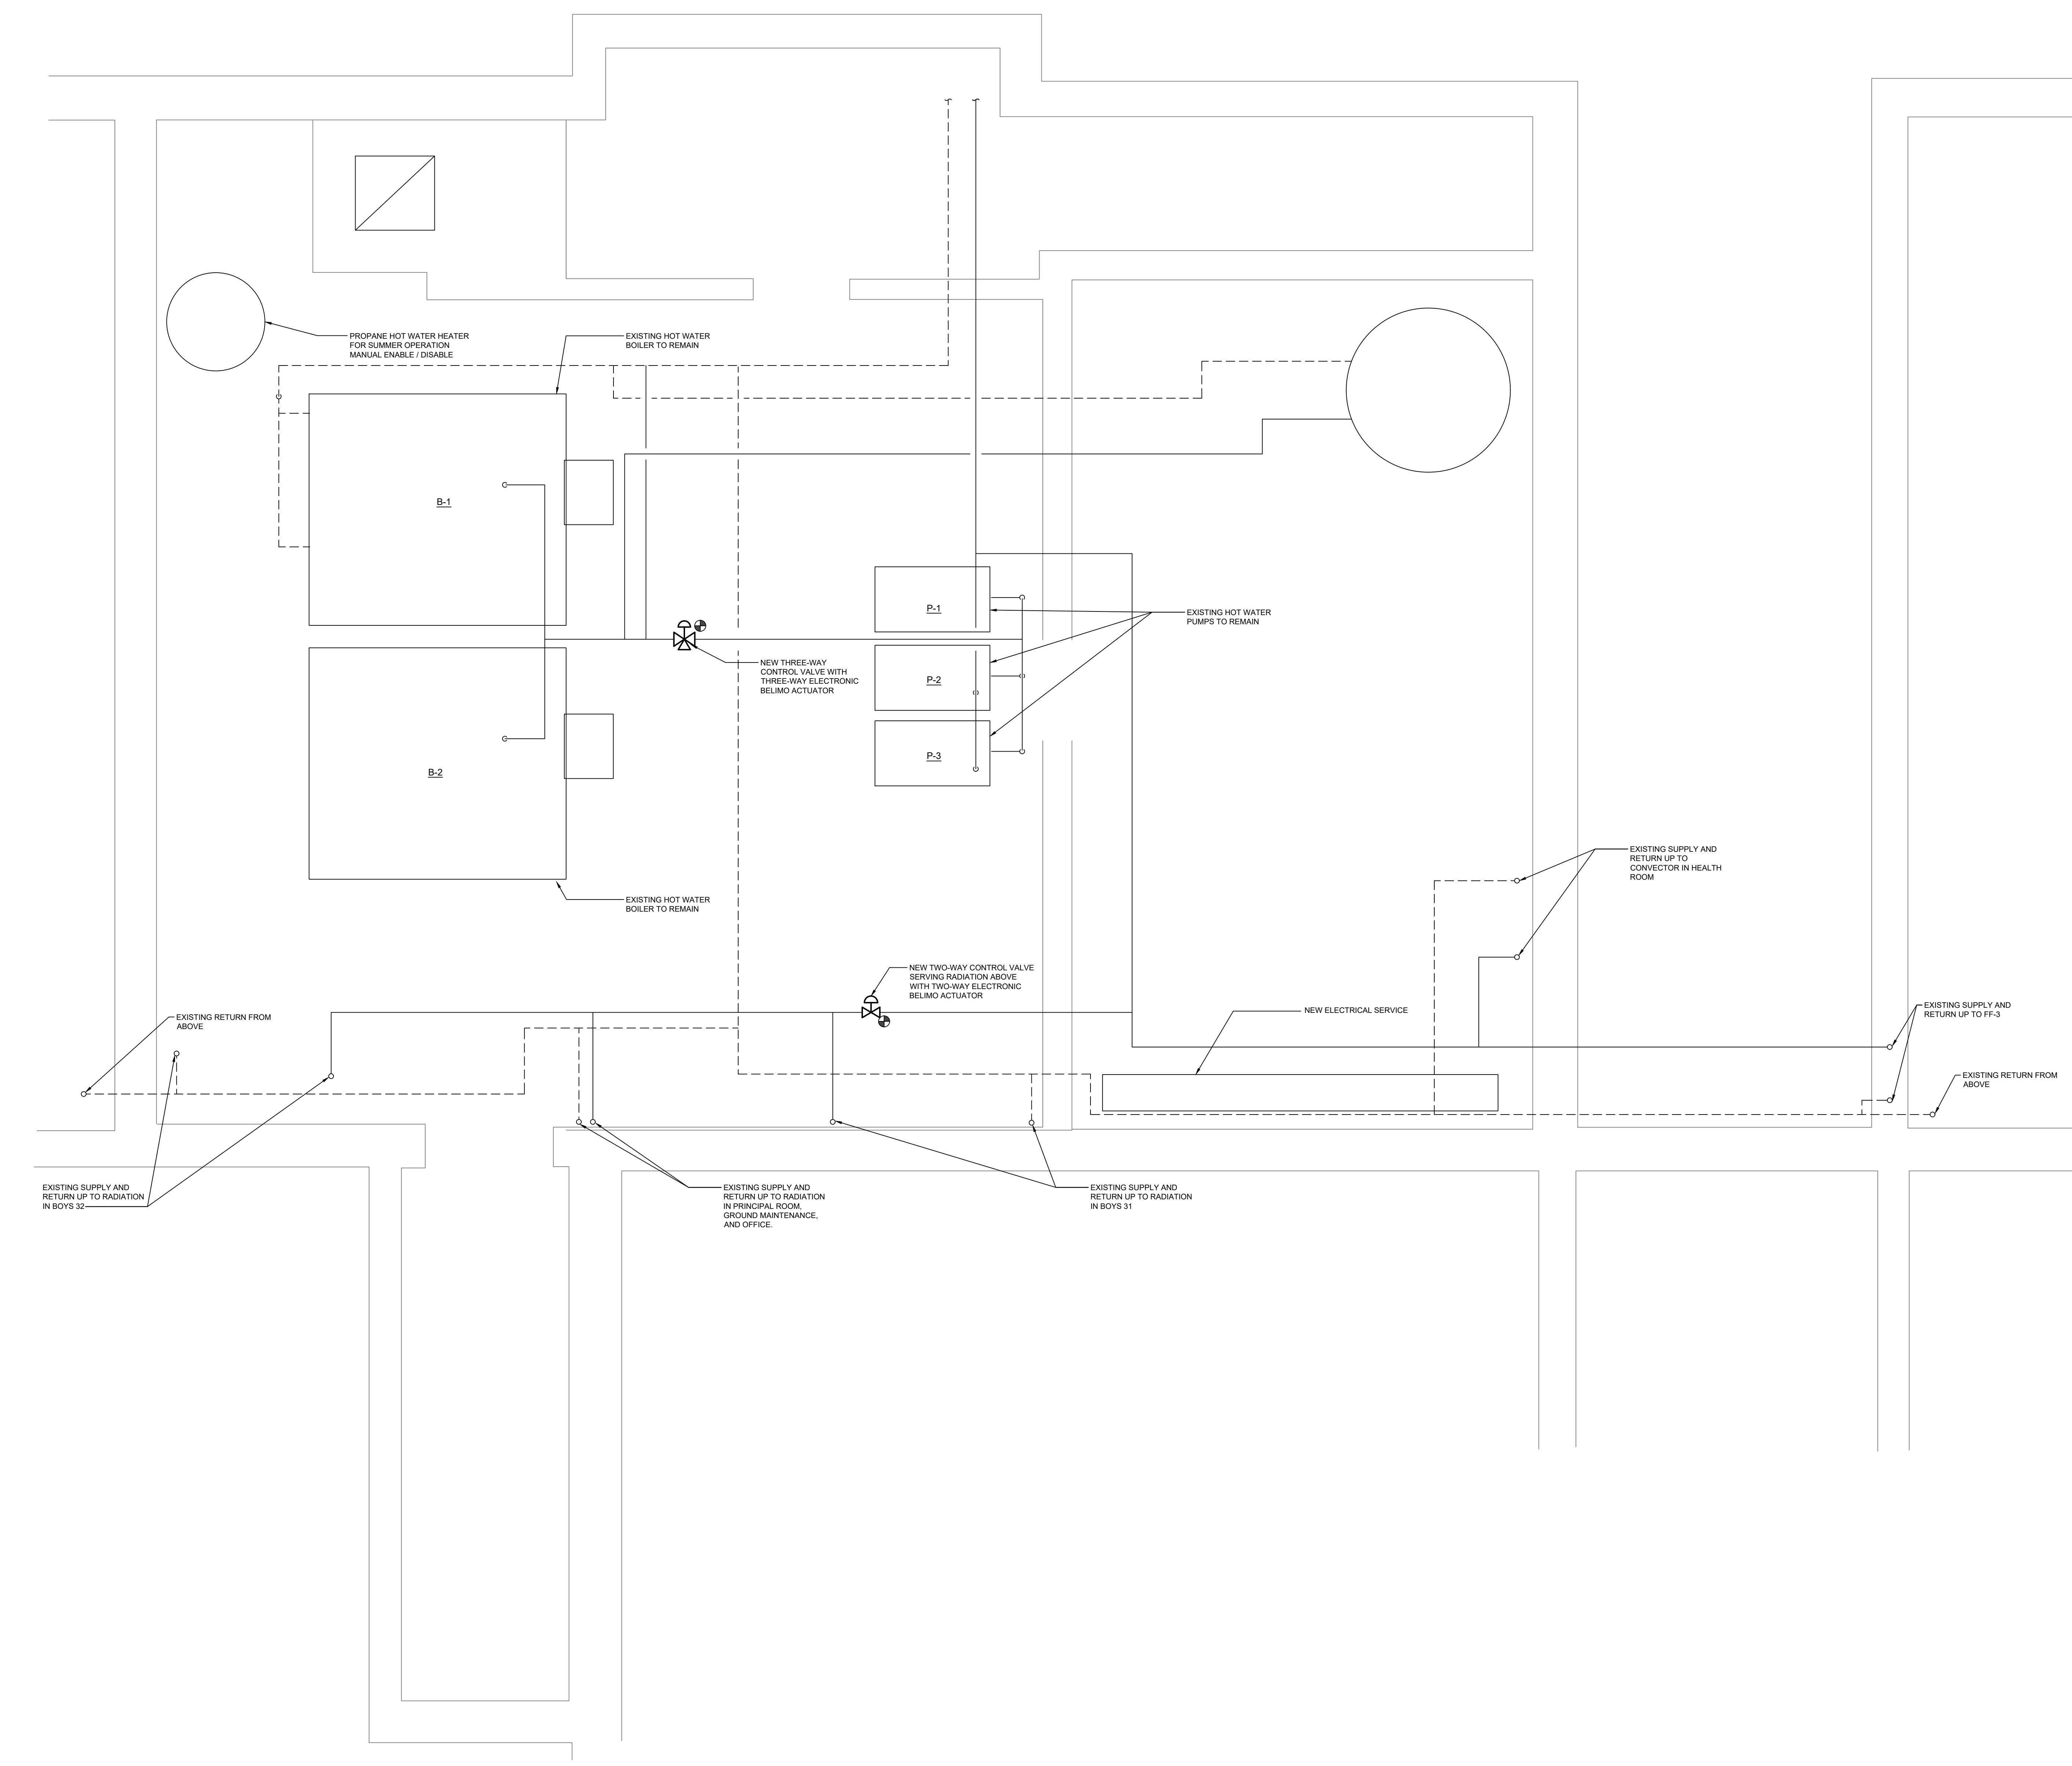 PROPANE HOT WATER HEATER
FOR SUMMER OPERATION
MANUAL ENABLE / DISABLE
EXISTING HOT WATER
BOILER TO REMAIN
B-1
P-1
EXISTING HOT WATER
PUMPS TO REMAIN
NEW THREE-WAY
CONTROL VALVE WITH
THREE-WAY ELECTRONIC
BELIMO ACTUATOR
P-2
P-3
B-2
EXISTING SUPPLY AND
RETURN UP TO
CONVECTOR IN HEALTH
ROOM
EXISTING HOT WATER
BOILER TO REMAIN
NEW TWO-WAY CONTROL VALVE
SERVING RADIATION ABOVE
WITH TWO-WAY ELECTRONIC
BELIMO ACTUATOR
NEW ELECTRICAL SERVICE
EXISTING SUPPLY AND
RETURN UP TO FF-3
EXISTING RETURN FROM
ABOVE
EXISTING RETURN FROM
ABOVE
EXISTING SUPPLY AND
RETURN UP TO RADIATION
IN BOYS 32
EXISTING SUPPLY AND
RETURN UP TO RADIATION
IN PRINCIPAL ROOM,
GROUND MAINTENANCE,
AND OFFICE.
EXISTING SUPPLY AND
RETURN UP TO RADIATION
IN BOYS 31